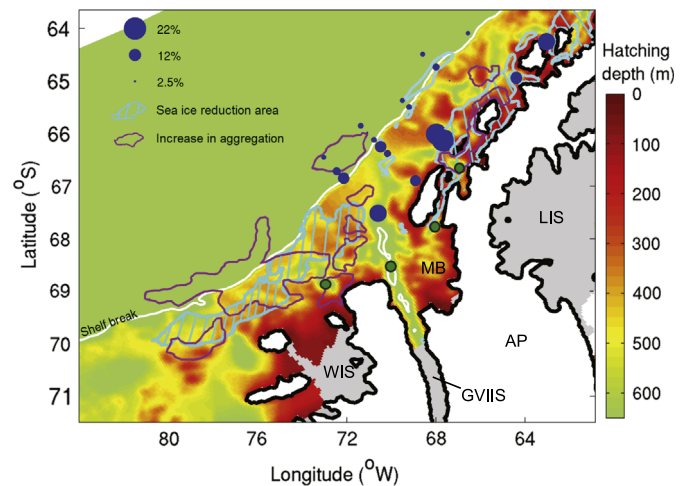 22%
12%
2.5%
Sea ice reduction area
Increase in aggregation
Hatching
depth (m)
0
100
200
300
400
500
600
64
65
66
67
68
69
70
71
Latitude (°S)
Shelf break
LIS
MB
AP
WIS
GVIIS
80
76
72
68
64
Longitude (°W)